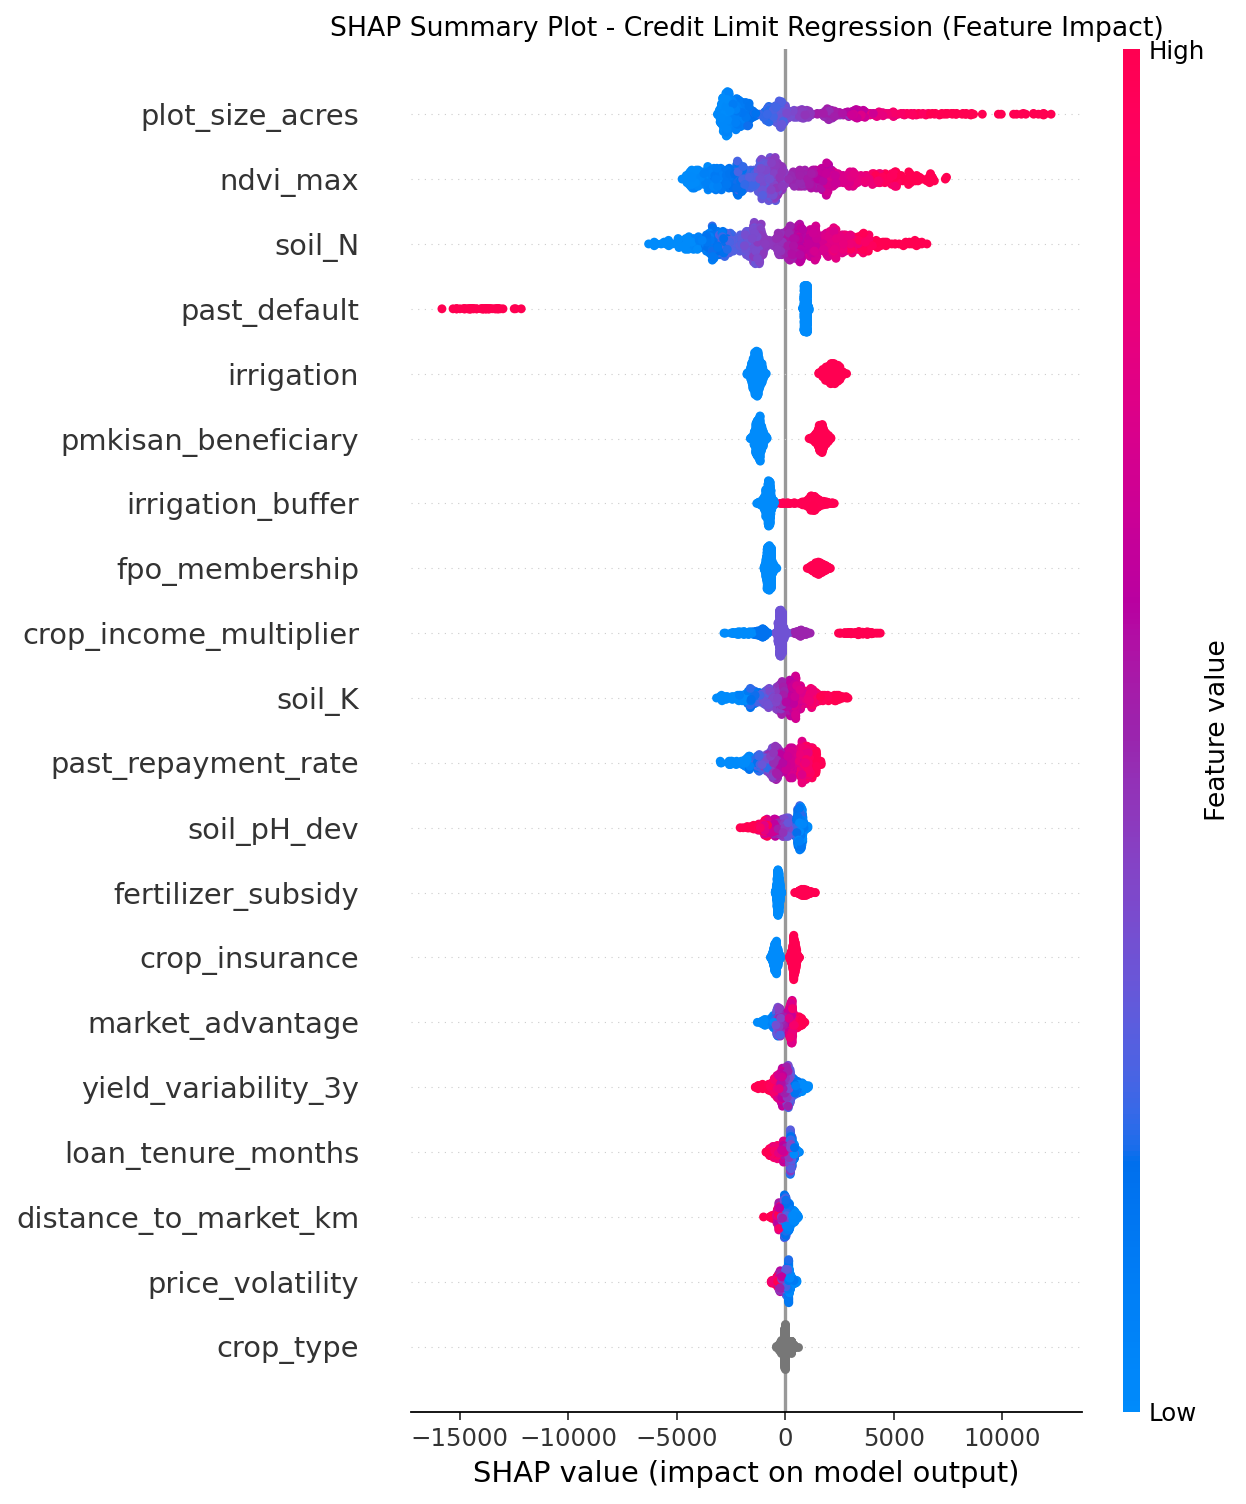 SHAP Summary Plot - Credit Limit Regression (Feature Impact)
High
plot_size_acres
ndvi_max
soil_N
past_default
irrigation
pmkisan_beneficiary
irrigation_buffer
fpo_membership
crop_income_multiplier
soil_K
past_repayment_rate
soil_pH_dev
fertilizer_subsidy
crop_insurance
market_advantage
yield_variability_3y
loan_tenure_months
distance_to_market_km
price_volatility
crop_type
Feature value
Low
−15000 −10000 −5000 0 5000 10000
SHAP value (impact on model output)